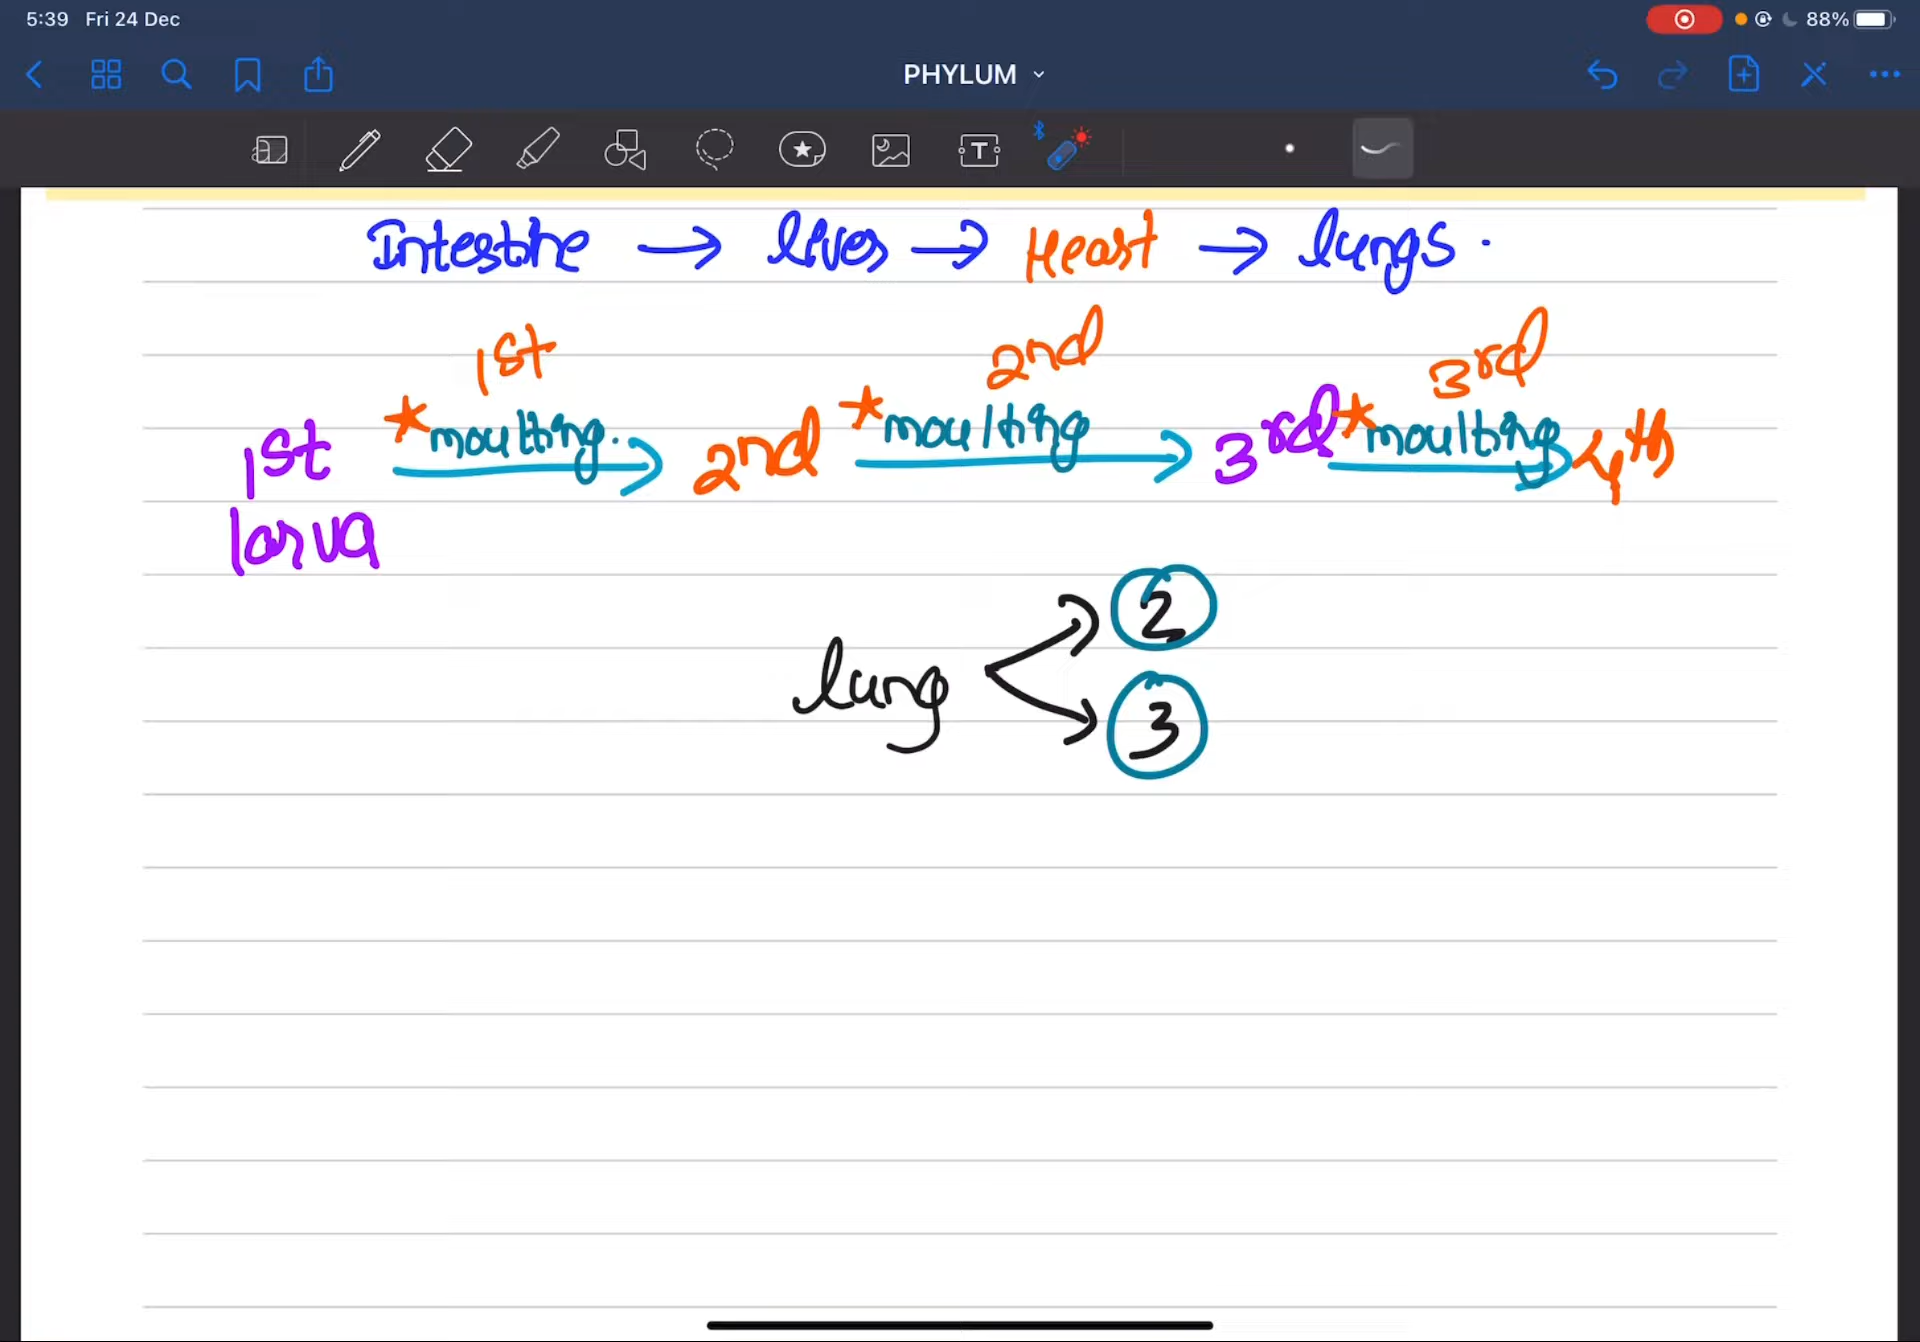 5:39 Fri 24 Dec 88%
PHYLUM
T
Intestine → liver → Heart → lungs.
1st 2nd 3rd
1st larva *moulting. → 2nd *moulting → 3rd *moulting → 4th
lung → 2
→ 3